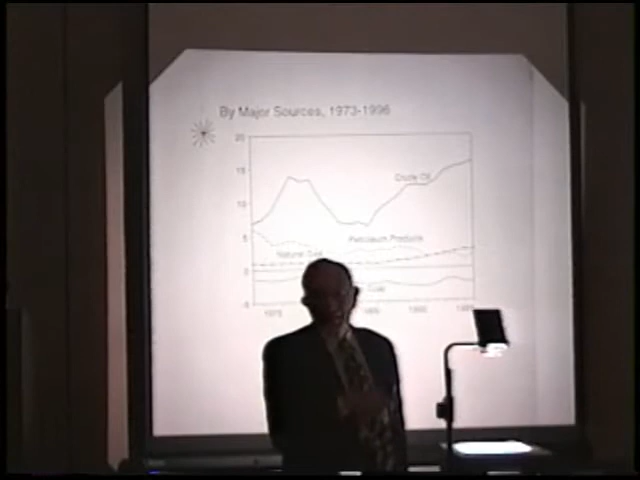 By Major Sources, 1973-1996
20
15
Crude Oil
10
5
Petroleum Products
Natural Gas
0
Coal
-5
1975
1990